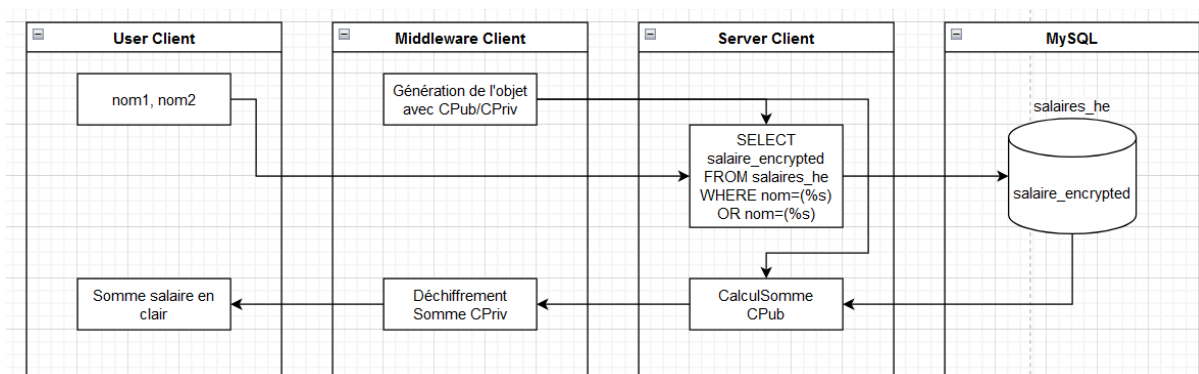 User Client
Middleware Client
Server Client
MySQL
nom1, nom2
Génération de l'objet
avec CPub/CPriv
SELECT
salaire_encrypted
FROM salaires_he
WHERE nom=(%s)
OR nom=(%s)
salaires_he
salaire_encrypted
Somme salaire en
clair
Déchiffrement
Somme CPriv
CalculSomme
CPub